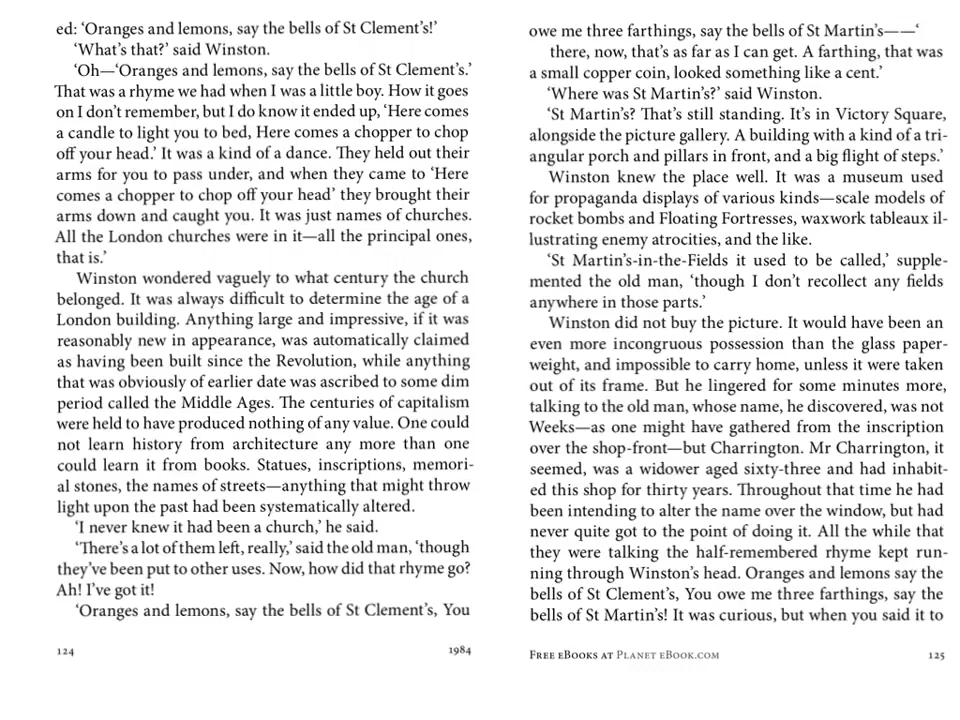 ed: ‘Oranges and lemons, say the bells of St Clement’s!’
‘What’s that?’ said Winston.
‘Oh—‘Oranges and lemons, say the bells of St Clement’s.’
That was a rhyme we had when I was a little boy. How it goes
on I don’t remember, but I do know it ended up, ‘Here comes
a candle to light you to bed, Here comes a chopper to chop
off your head.’ It was a kind of a dance. They held out their
arms for you to pass under, and when they came to ‘Here
comes a chopper to chop off your head’ they brought their
arms down and caught you. It was just names of churches.
All the London churches were in it—all the principal ones,
that is.’
Winston wondered vaguely to what century the church
belonged. It was always difficult to determine the age of a
London building. Anything large and impressive, if it was
reasonably new in appearance, was automatically claimed
as having been built since the Revolution, while anything
that was obviously of earlier date was ascribed to some dim
period called the Middle Ages. The centuries of capitalism
were held to have produced nothing of any value. One could
not learn history from architecture any more than one
could learn it from books. Statues, inscriptions, memori-
al stones, the names of streets—anything that might throw
light upon the past had been systematically altered.
‘I never knew it had been a church,’ he said.
‘There’s a lot of them left, really,’ said the old man, ‘though
they’ve been put to other uses. Now, how did that rhyme go?
Ah! I’ve got it!
‘Oranges and lemons, say the bells of St Clement’s, You
124
1984
owe me three farthings, say the bells of St Martin’s——‘
there, now, that’s as far as I can get. A farthing, that was
a small copper coin, looked something like a cent.’
‘Where was St Martin’s?’ said Winston.
‘St Martin’s? That’s still standing. It’s in Victory Square,
alongside the picture gallery. A building with a kind of a tri-
angular porch and pillars in front, and a big flight of steps.’
Winston knew the place well. It was a museum used
for propaganda displays of various kinds—scale models of
rocket bombs and Floating Fortresses, waxwork tableaux il-
lustrating enemy atrocities, and the like.
‘St Martin’s-in-the-Fields it used to be called,’ supple-
mented the old man, ‘though I don’t recollect any fields
anywhere in those parts.’
Winston did not buy the picture. It would have been an
even more incongruous possession than the glass paper-
weight, and impossible to carry home, unless it were taken
out of its frame. But he lingered for some minutes more,
talking to the old man, whose name, he discovered, was not
Weeks—as one might have gathered from the inscription
over the shop-front—but Charrington. Mr Charrington, it
seemed, was a widower aged sixty-three and had inhabit-
ed this shop for thirty years. Throughout that time he had
been intending to alter the name over the window, but had
never quite got to the point of doing it. All the while that
they were talking the half-remembered rhyme kept run-
ning through Winston’s head. Oranges and lemons say the
bells of St Clement’s, You owe me three farthings, say the
bells of St Martin’s! It was curious, but when you said it to
Free eBooks at Planet eBook.com
125